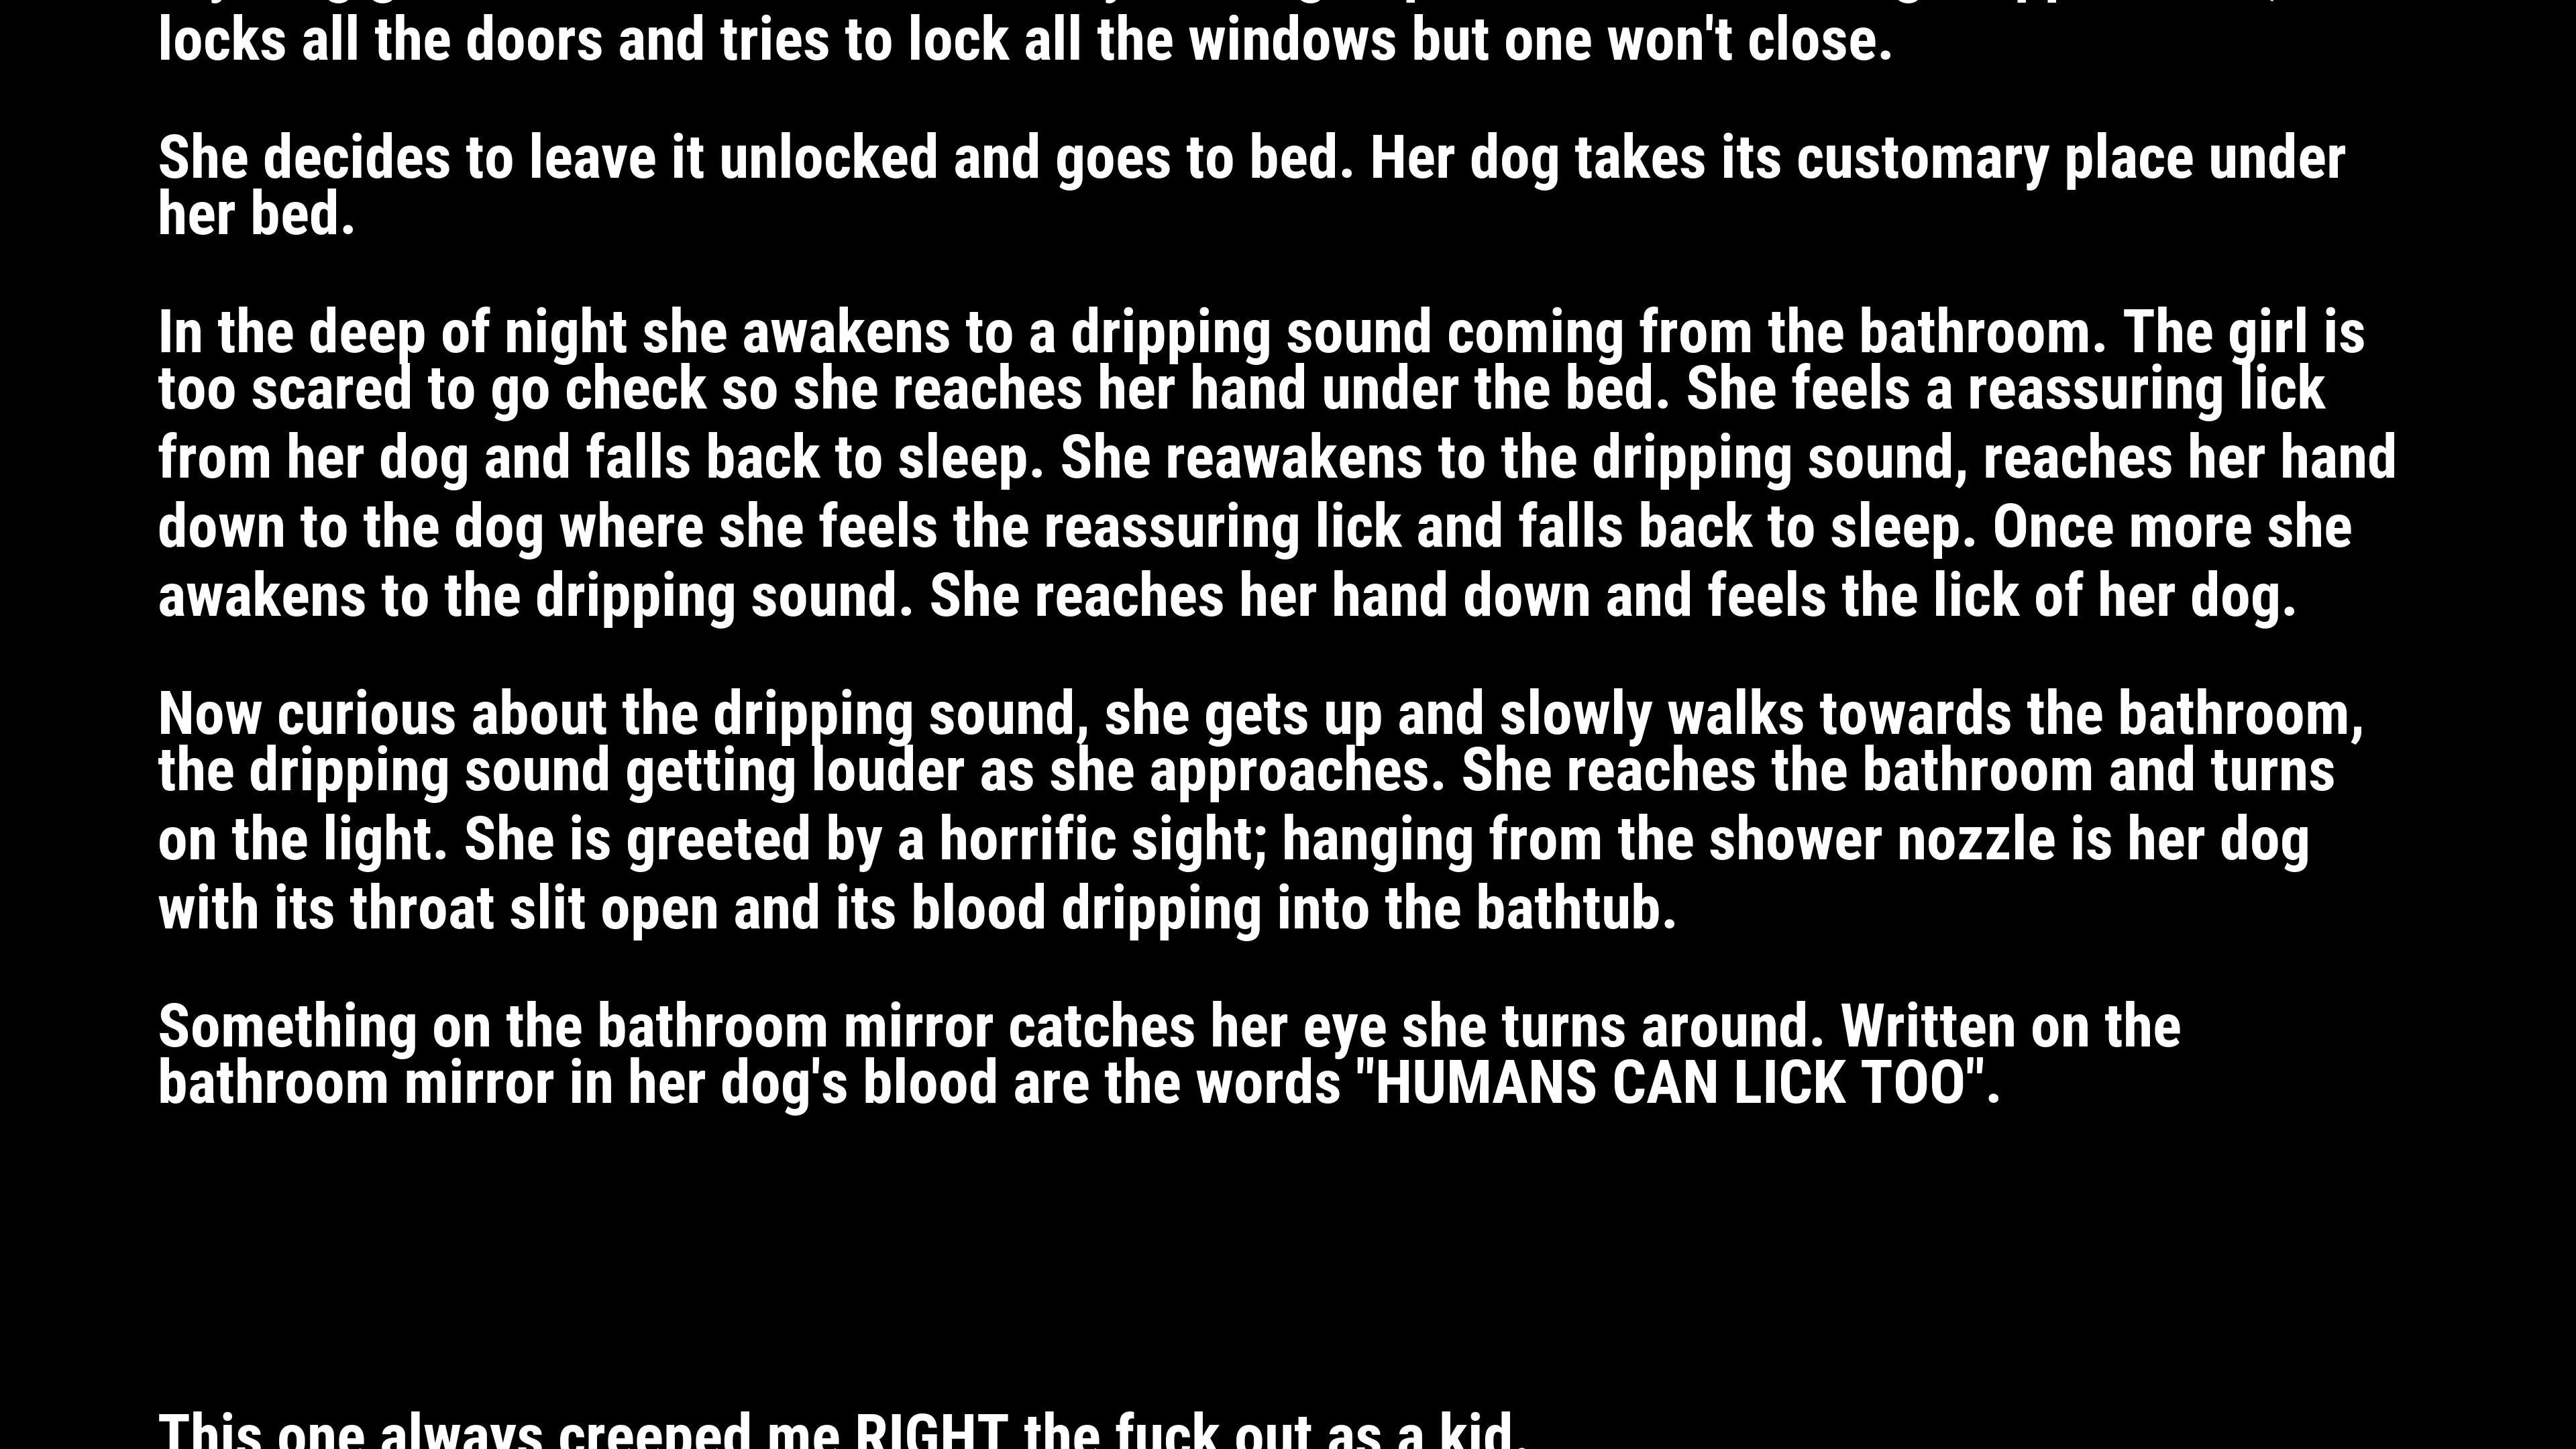 locks all the doors and tries to lock all the windows but one won't close.
She decides to leave it unlocked and goes to bed. Her dog takes its customary place under
her bed.
In the deep of night she awakens to a dripping sound coming from the bathroom. The girl is
too scared to go check so she reaches her hand under the bed. She feels a reassuring lick
from her dog and falls back to sleep. She reawakens to the dripping sound, reaches her hand
down to the dog where she feels the reassuring lick and falls back to sleep. Once more she
awakens to the dripping sound. She reaches her hand down and feels the lick of her dog.
Now curious about the dripping sound, she gets up and slowly walks towards the bathroom,
the dripping sound getting louder as she approaches. She reaches the bathroom and turns
on the light. She is greeted by a horrific sight; hanging from the shower nozzle is her dog
with its throat slit open and its blood dripping into the bathtub.
Something on the bathroom mirror catches her eye she turns around. Written on the
bathroom mirror in her dog's blood are the words "HUMANS CAN LICK TOO".
This one always creeped me RIGHT the fuck out as a kid.